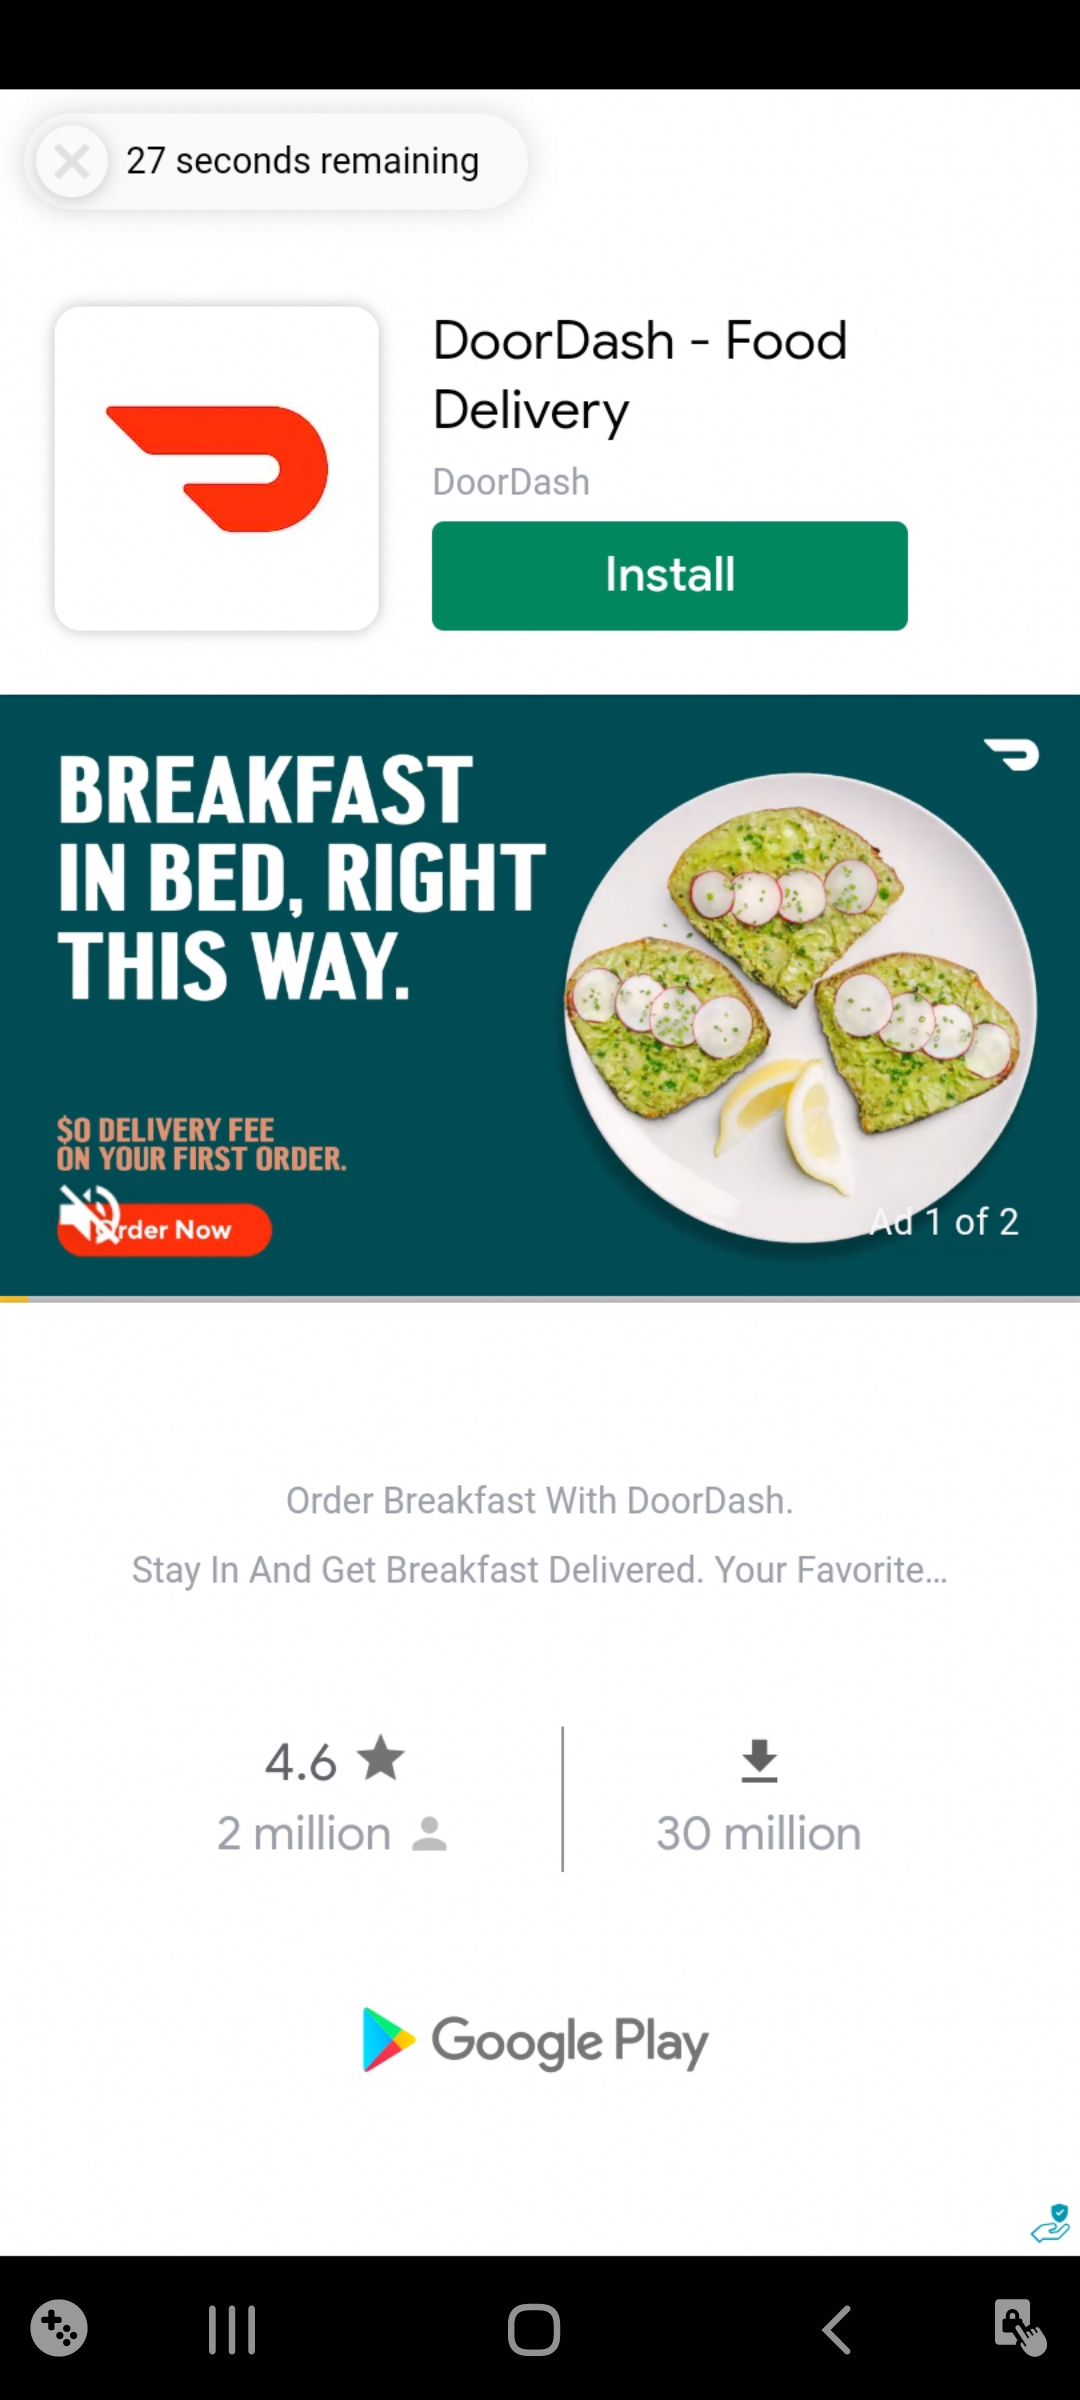 27 seconds remaining
DoorDash - Food
Delivery
DoorDash
Install
BREAKFAST
IN BED, RIGHT
THIS WAY.
$0 DELIVERY FEE
ON YOUR FIRST ORDER.
Order Now
Ad 1 of 2
Order Breakfast With DoorDash.
Stay In And Get Breakfast Delivered. Your Favorite...
4.6
2 million
30 million
Google Play